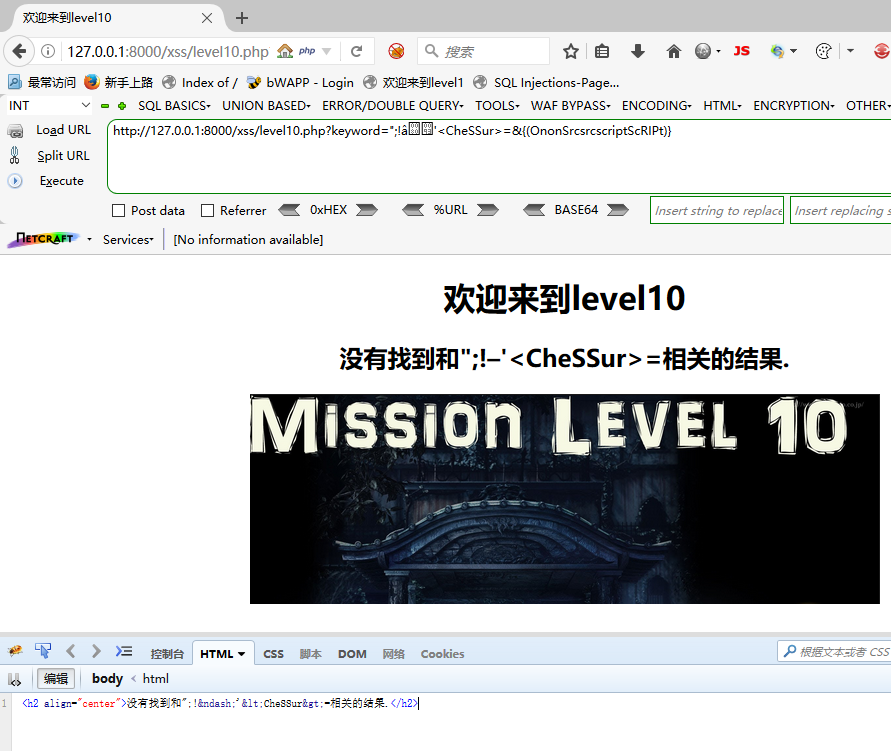 欢迎来到level10
127.0.0.1:8000/xss/level10.php
php
搜索
JS
最常访问 新手上路 Index of / bWAPP - Login 欢迎来到level1 SQL Injections-Page...
INT SQL BASICS UNION BASED ERROR/DOUBLE QUERY TOOLS WAF BYPASS ENCODING HTML ENCRYPTION OTHER
Load URL
http://127.0.0.1:8000/xss/level10.php?keyword=";!â'<CheSSur>=&{(OnonSrcsrcscriptScRIPt)}
Split URL
Execute
Post data Referrer 0xHEX %URL BASE64 Insert string to replace Insert replacing s
NETCRAFT Services [No information available]
欢迎来到level10
没有找到和";!–'<CheSSur>=相关的结果.
MISSION LEVEL 10
控制台 HTML CSS 脚本 DOM 网络 Cookies 根据文本或者 CSS
编辑 body < html
1 <h2 align="center">没有找到和";!&ndash;'&lt;CheSSur&gt;=相关的结果.</h2>